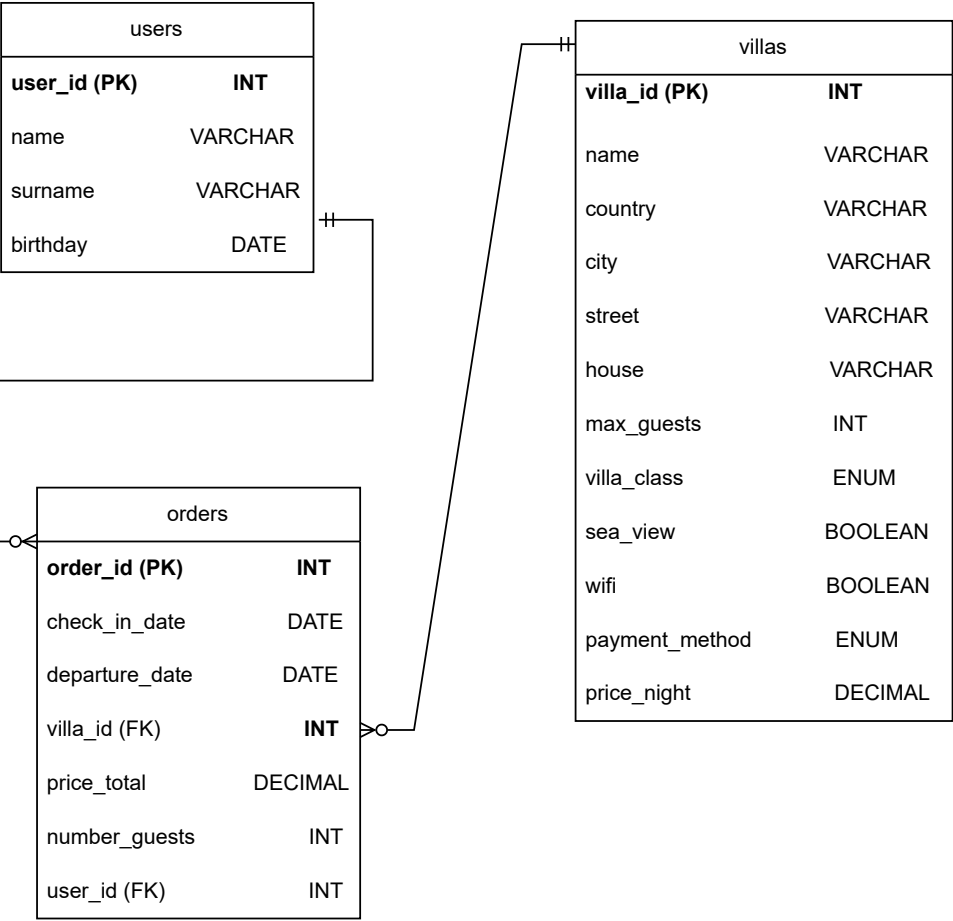 users
user_id (PK) INT
name VARCHAR
surname VARCHAR
birthday DATE
villas
villa_id (PK) INT
name VARCHAR
country VARCHAR
city VARCHAR
street VARCHAR
house VARCHAR
max_guests INT
villa_class ENUM
sea_view BOOLEAN
wifi BOOLEAN
payment_method ENUM
price_night DECIMAL
orders
order_id (PK) INT
check_in_date DATE
departure_date DATE
villa_id (FK) INT
price_total DECIMAL
number_guests INT
user_id (FK) INT